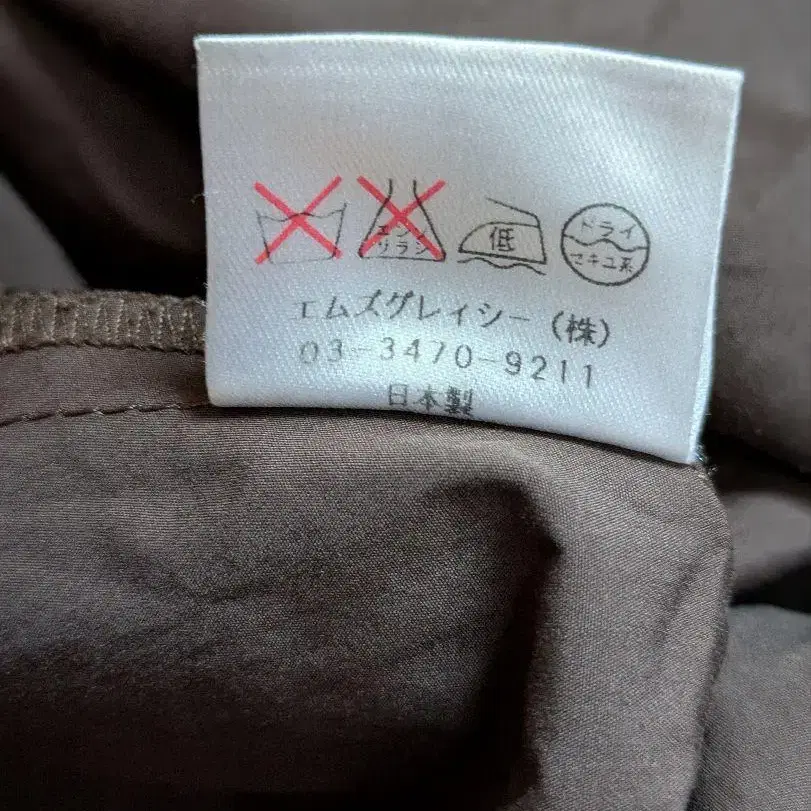 エンソ
サラシ
低
ドライ
セキユ系
エムズグレイシー(株)
03-3470-9211
日本製